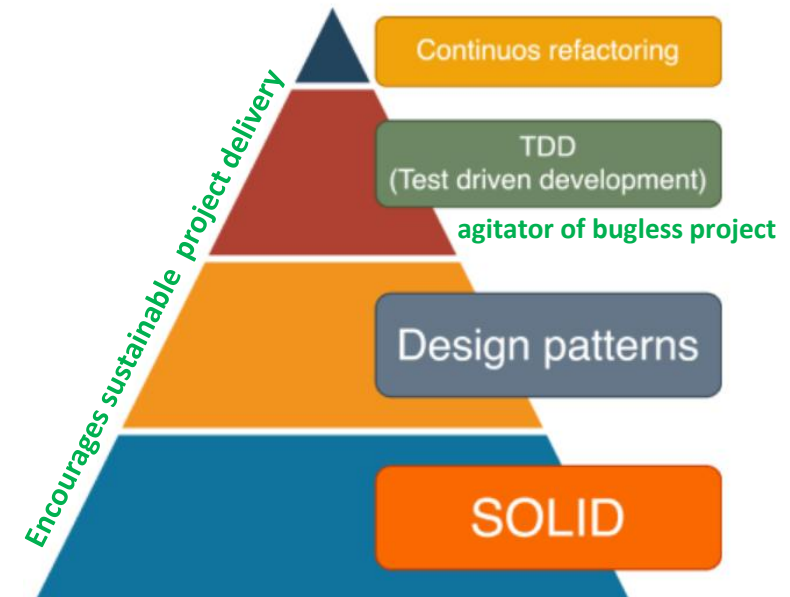 Continuos refactoring
TDD
(Test driven development)
agitator of bugless project
Design patterns
SOLID
Encourages sustainable project delivery